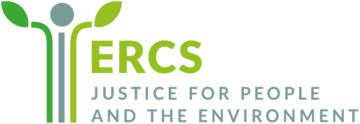 ERCS
JUSTICE FOR PEOPLE
AND THE ENVIRONMENT